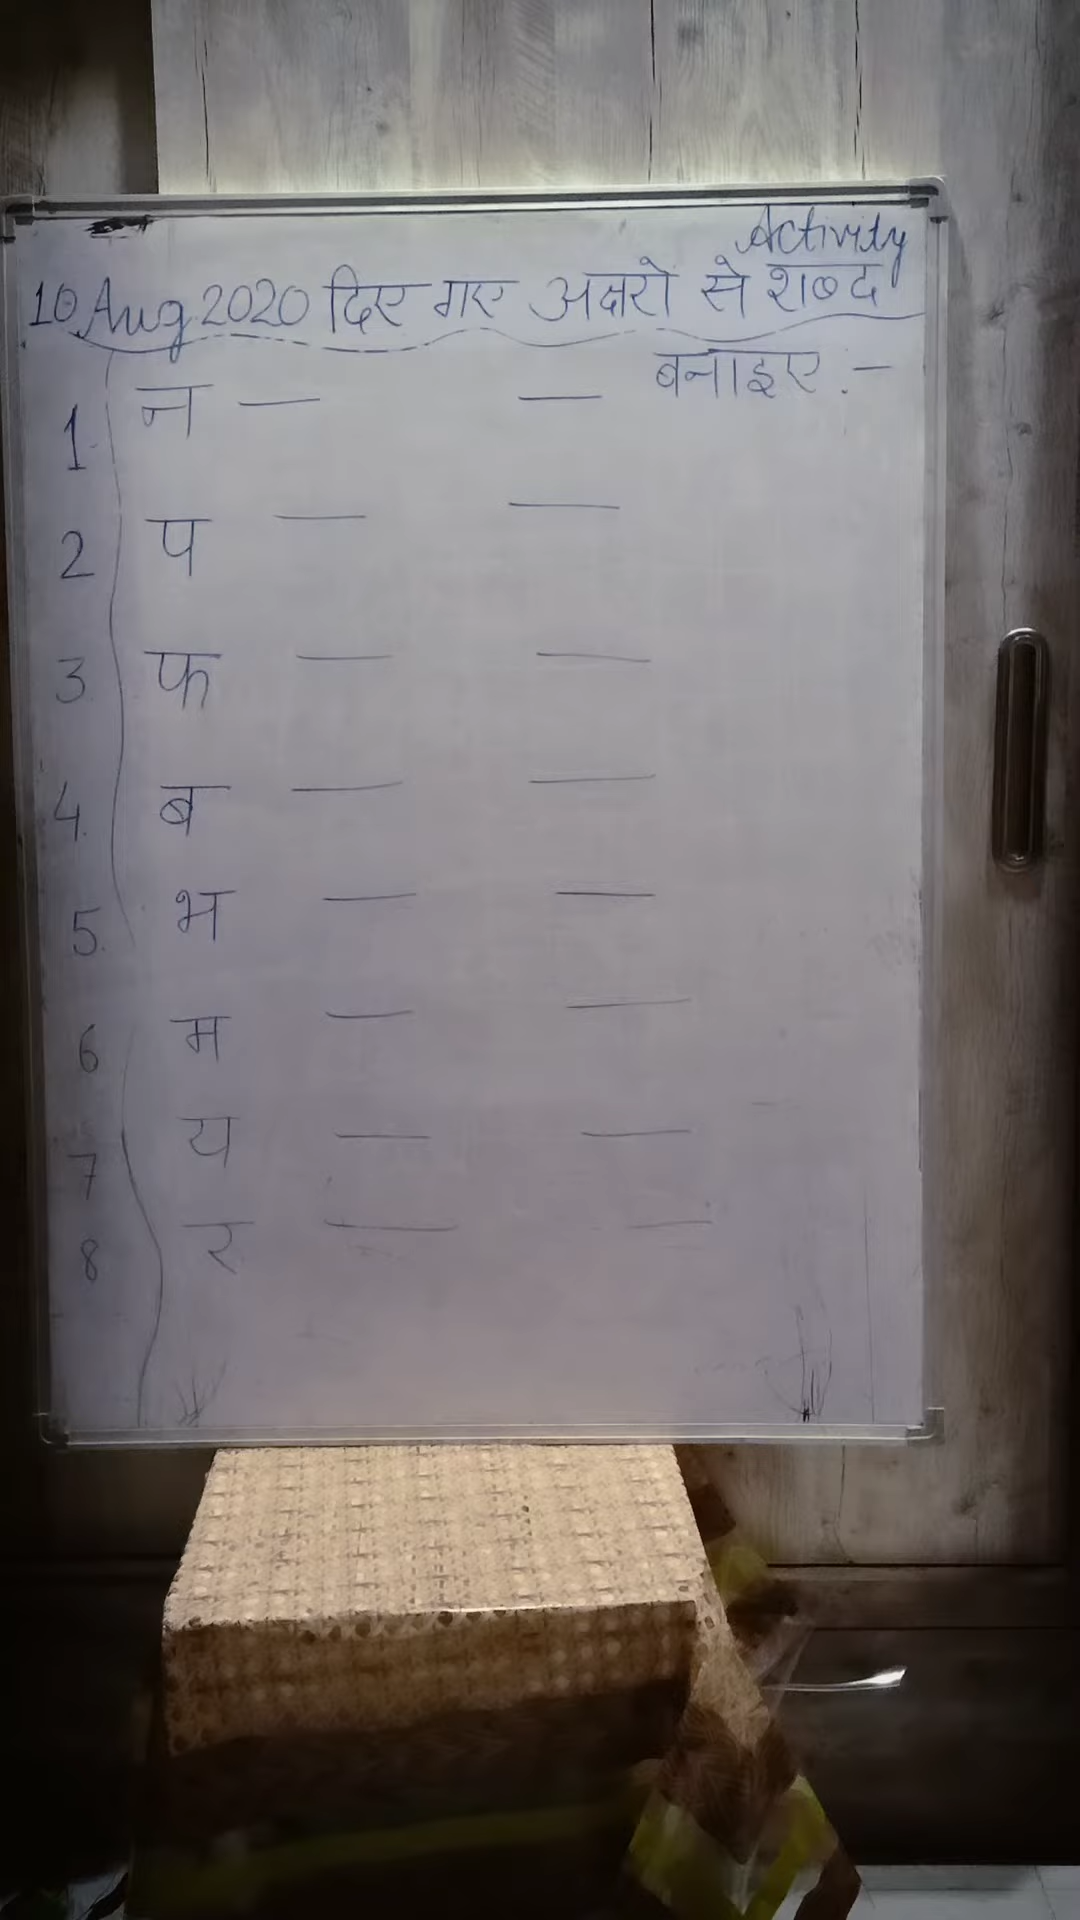 Activity
10 Aug 2020 दिए गए अक्षरो से शब्द
बनाइए :-
1. न — —
2 प — —
3. फ — —
4. ब — —
5. भ — —
6 म — —
7 य — —
8 र — —